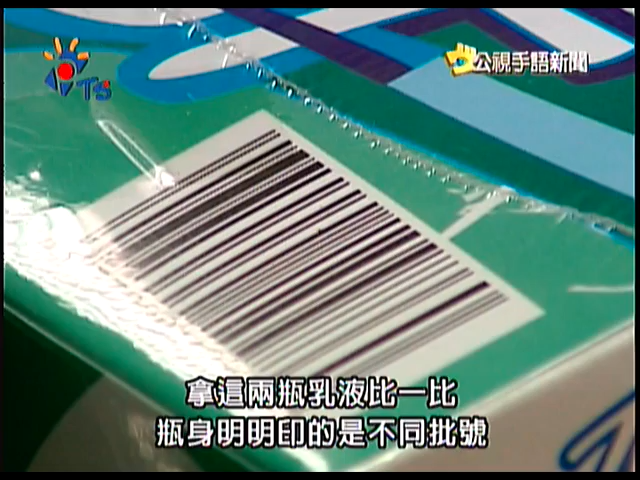 PTS
公視手語新聞
拿這兩瓶乳液比一比
瓶身明明印的是不同批號